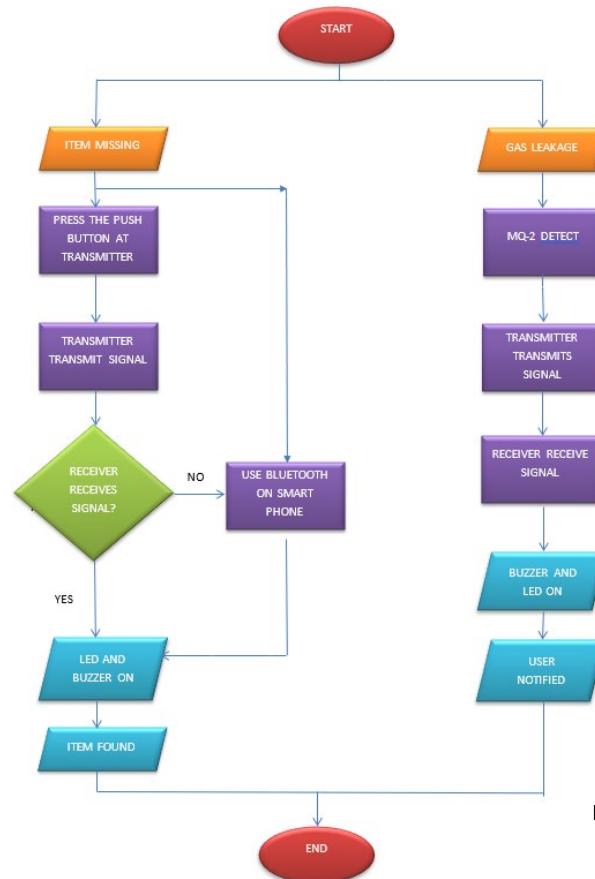 START
ITEM MISSING
PRESS THE PUSH
BUTTON AT
TRANSMITTER
TRANSMITTER
TRANSMIT SIGNAL
RECEIVER
RECEIVES
SIGNAL?
NO
USE BLUETOOTH
ON SMART
PHONE
YES
LED AND
BUZZER ON
ITEM FOUND
GAS LEAKAGE
MQ-2 DETECT
TRANSMITTER
TRANSMITS
SIGNAL
RECEIVER RECEIVE
SIGNAL
BUZZER AND
LED ON
USER
NOTIFIED
END